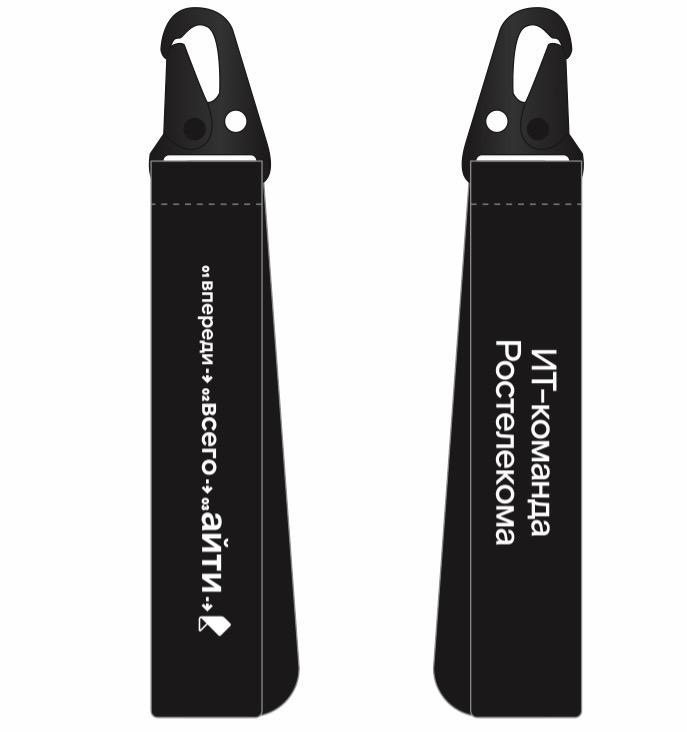 01 Впереди → 02 всего → 03 айти →
ИТ-команда
Ростелекома